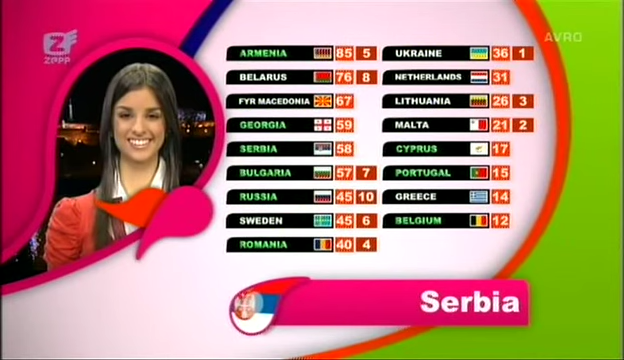 Z
ZAPP
AVRO
ARMENIA 85 5
BELARUS 76 8
FYR MACEDONIA 67
GEORGIA 59
SERBIA 58
BULGARIA 57 7
RUSSIA 45 10
SWEDEN 45 6
ROMANIA 40 4
UKRAINE 36 1
NETHERLANDS 31
LITHUANIA 26 3
MALTA 21 2
CYPRUS 17
PORTUGAL 15
GREECE 14
BELGIUM 12
Serbia